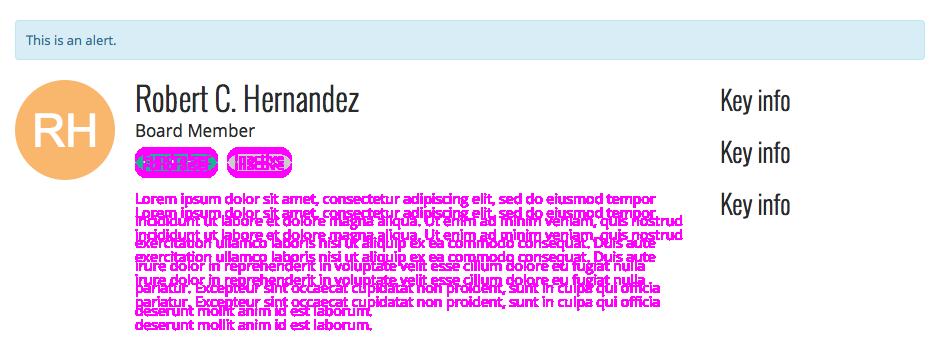 This is an alert.
RH
Robert C. Hernandez
Board Member
Key info
Key info
Key info
Lorem ipsum dolor sit amet, consectetur adipiscing elit, sed do eiusmod tempor
Lorem ipsum dolor sit amet, consectetur adipiscing elit, sed do eiusmod tempor
incididunt ut labore et dolore magna aliqua. Ut enim ad minim veniam, quis nostrud
incididunt ut labore et dolore magna aliqua. Ut enim ad minim veniam, quis nostrud
exercitation ullamco laboris nisi ut aliquip ex ea commodo consequat. Duis aute
exercitation ullamco laboris nisi ut aliquip ex ea commodo consequat. Duis aute
irure dolor in reprehenderit in voluptate velit esse cillum dolore eu fugiat nulla
irure dolor in reprehenderit in voluptate velit esse cillum dolore eu fugiat nulla
pariatur. Excepteur sint occaecat cupidatat non proident, sunt in culpa qui officia
pariatur. Excepteur sint occaecat cupidatat non proident, sunt in culpa qui officia
deserunt mollit anim id est laborum.
deserunt mollit anim id est laborum.